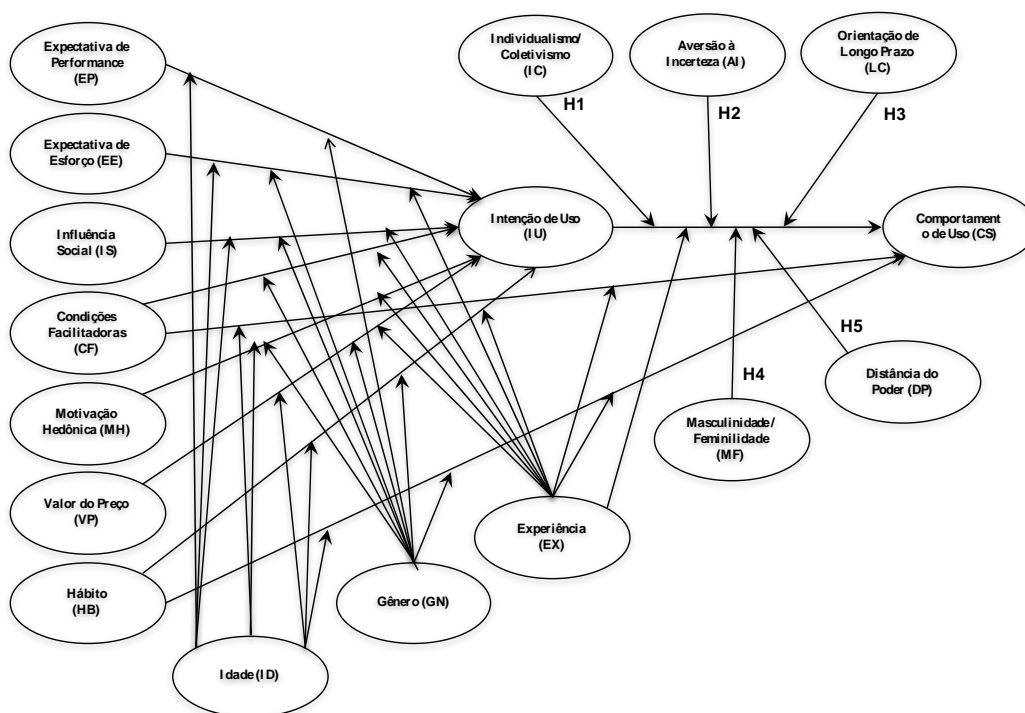 Expectativa de
Performance
(EP)
Expectativa de
Esforço (EE)
Influência
Social (IS)
Condições
Facilitadoras
(CF)
Motivação
Hedônica (MH)
Valor do Preço
(VP)
Hábito
(HB)
Idade (ID)
Gênero (GN)
Experiência
(EX)
Intenção de Uso
(IU)
Individualismo/
Coletivismo
(IC)
Aversão à
Incerteza (AI)
Orientação de
Longo Prazo
(LC)
H1
H2
H3
Comportament
o de Uso (CS)
H5
Distância do
Poder (DP)
H4
Masculinidade/
Feminilidade
(MF)